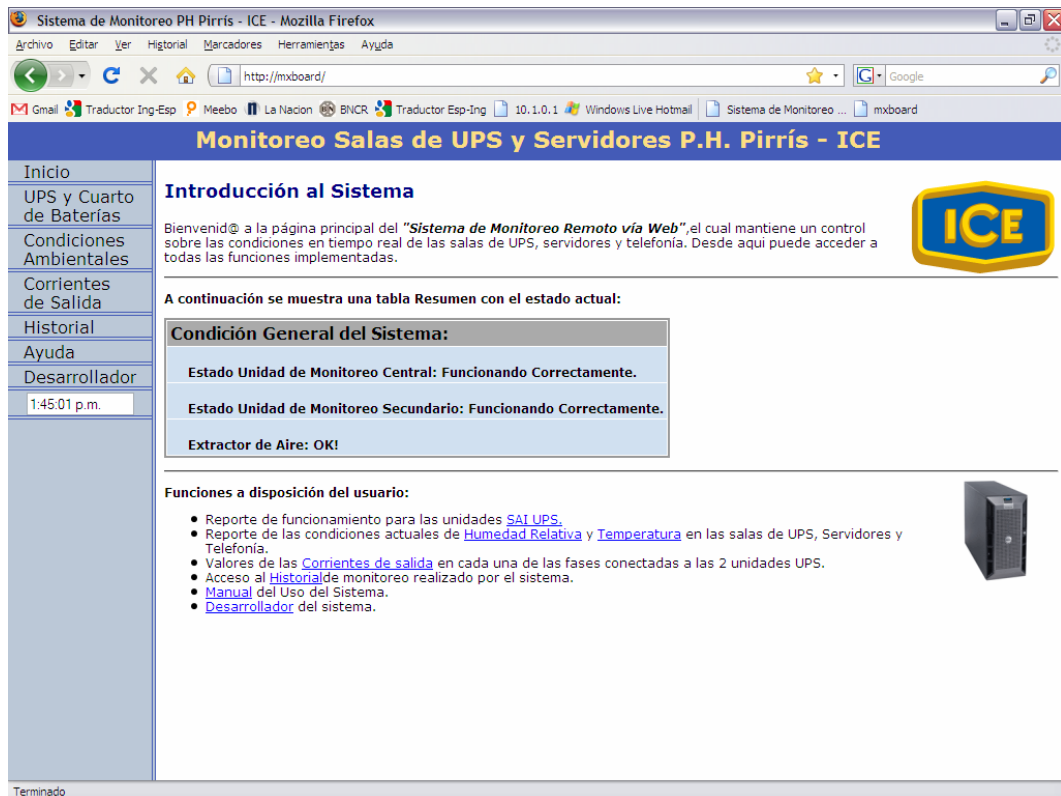 Sistema de Monitoreo PH Pirrís - ICE - Mozilla Firefox
Archivo Editar Ver Historial Marcadores Herramientas Ayuda
http://mxboard/
G Google
Gmail Traductor Ing-Esp Meebo La Nacion BNCR Traductor Esp-Ing 10.1.0.1 Windows Live Hotmail Sistema de Monitoreo ... mxboard
Monitoreo Salas de UPS y Servidores P.H. Pirrís - ICE
Inicio
UPS y Cuarto
de Baterías
Condiciones
Ambientales
Corrientes
de Salida
Historial
Ayuda
Desarrollador
1:45:01 p.m.
Introducción al Sistema
ICE
Bienvenid@ a la página principal del "Sistema de Monitoreo Remoto vía Web",el cual mantiene un control
sobre las condiciones en tiempo real de las salas de UPS, servidores y telefonía. Desde aqui puede acceder a
todas las funciones implementadas.
A continuación se muestra una tabla Resumen con el estado actual:
Condición General del Sistema:
Estado Unidad de Monitoreo Central: Funcionando Correctamente.
Estado Unidad de Monitoreo Secundario: Funcionando Correctamente.
Extractor de Aire: OK!
Funciones a disposición del usuario:
Reporte de funcionamiento para las unidades SAI UPS.
Reporte de las condiciones actuales de Humedad Relativa y Temperatura en las salas de UPS, Servidores y
Telefonía.
Valores de las Corrientes de salida en cada una de las fases conectadas a las 2 unidades UPS.
Acceso al Historialde monitoreo realizado por el sistema.
Manual del Uso del Sistema.
Desarrollador del sistema.
Terminado